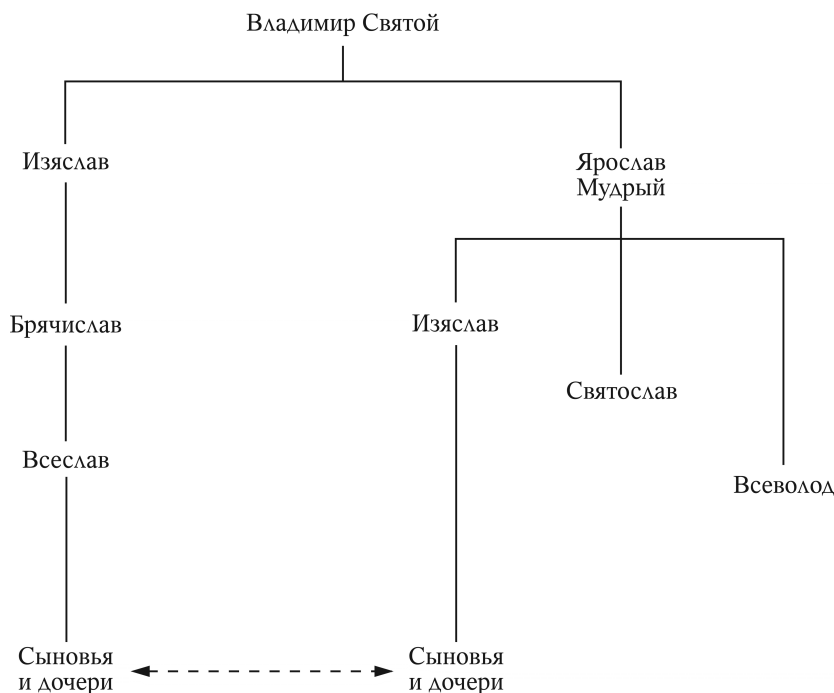 Владимир Святой
Изяслав
Ярослав
Мудрый
Брячислав
Изяслав
Святослав
Всеслав
Всеволод
Сыновья
и дочери
Сыновья
и дочери